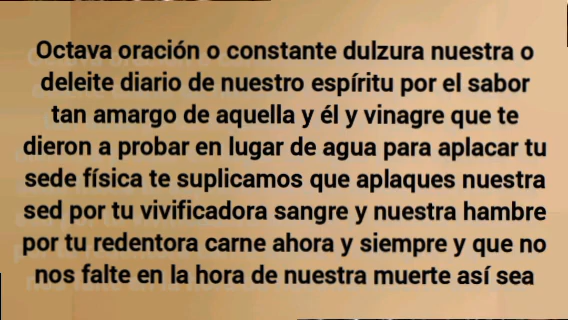 Octava oración o constante dulzura nuestra o
deleite diario de nuestro espíritu por el sabor
tan amargo de aquella y él y vinagre que te
dieron a probar en lugar de agua para aplacar tu
sede física te suplicamos que aplaques nuestra
sed por tu vivificadora sangre y nuestra hambre
por tu redentora carne ahora y siempre y que no
nos falte en la hora de nuestra muerte así sea